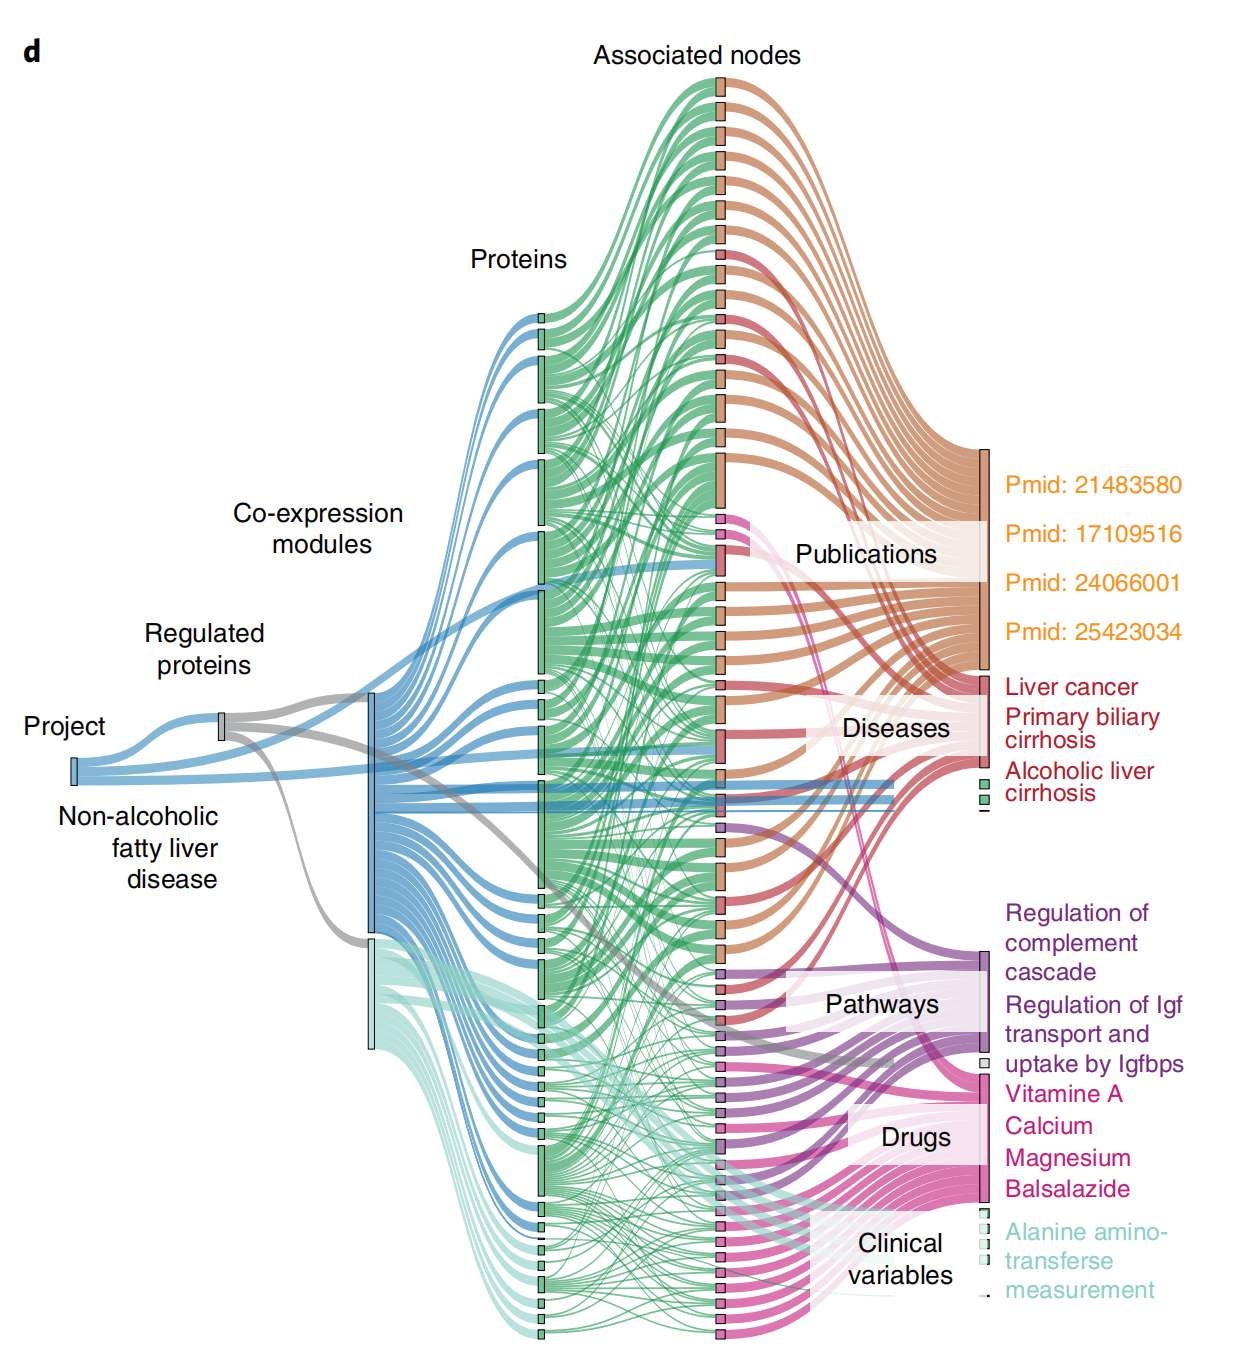 d
Associated nodes
Proteins
Co-expression
modules
Regulated
proteins
Project
Non-alcoholic
fatty liver
disease
Publications
Pmid: 21483580
Pmid: 17109516
Pmid: 24066001
Pmid: 25423034
Diseases
Liver cancer
Primary biliary
cirrhosis
Alcoholic liver
cirrhosis
Pathways
Regulation of
complement
cascade
Regulation of Igf
transport and
uptake by Igfbps
Drugs
Vitamine A
Calcium
Magnesium
Balsalazide
Clinical
variables
Alanine amino-
transferse
measurement